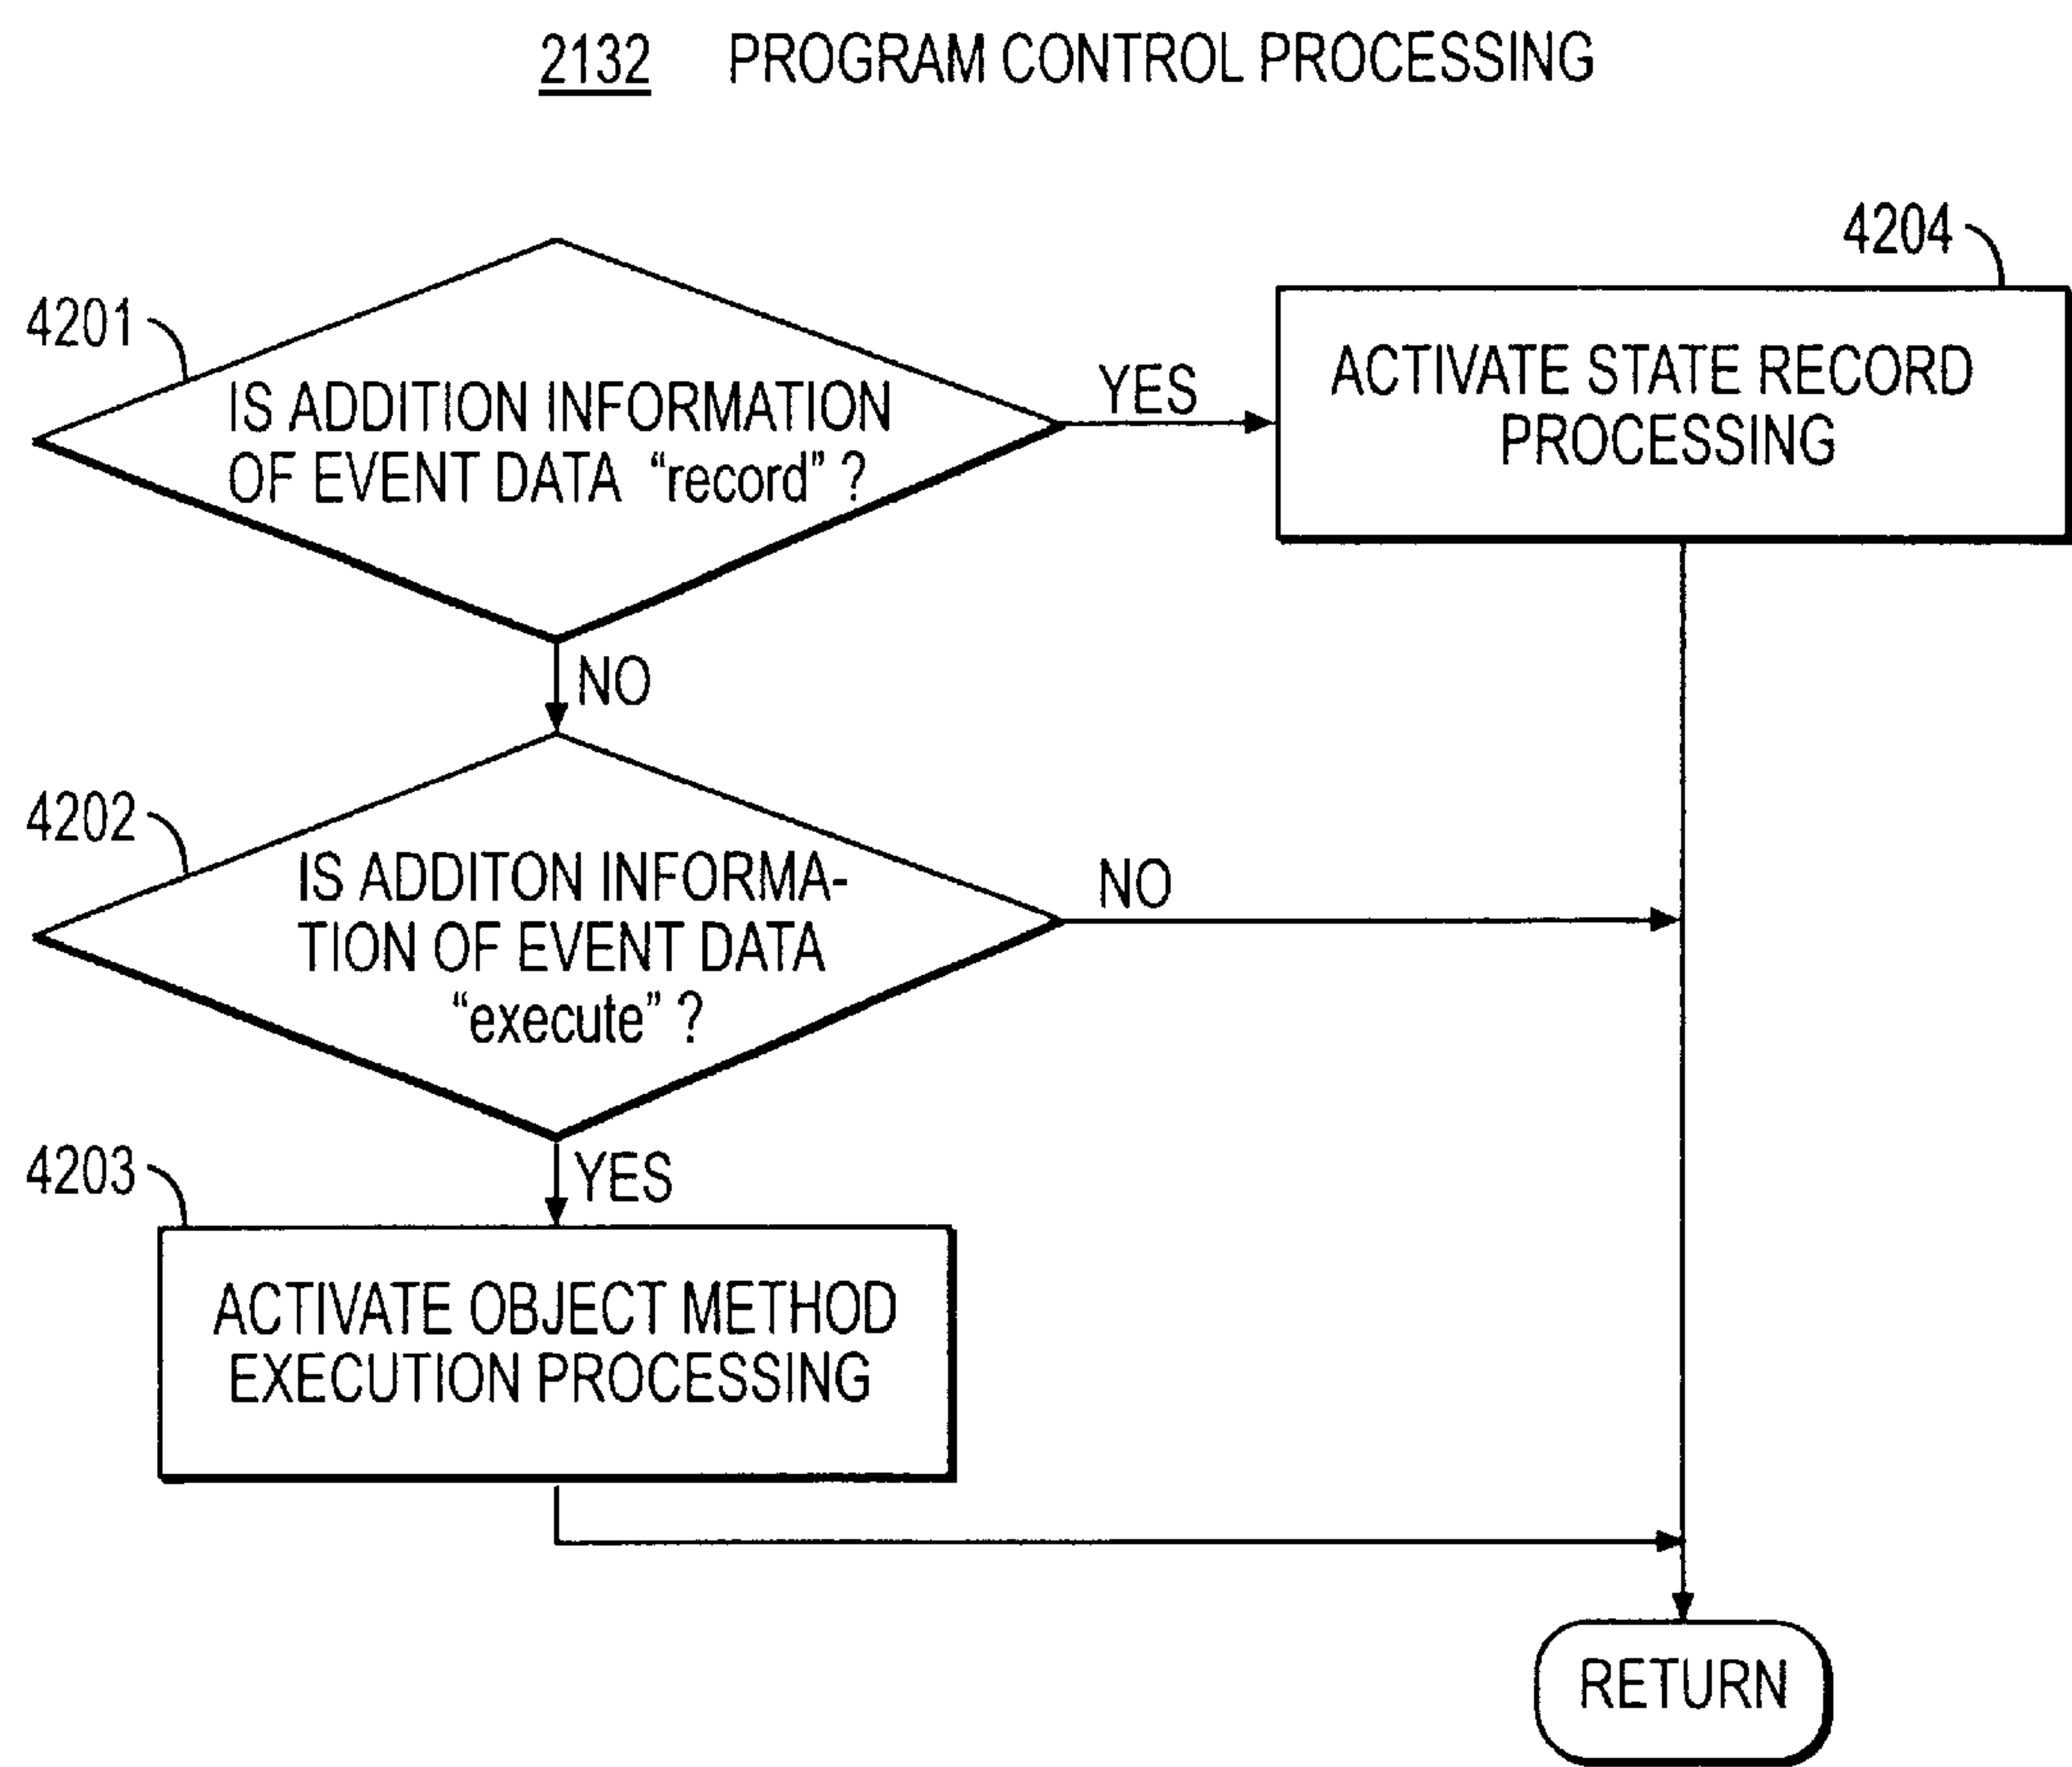 2132 PROGRAM CONTROL PROCESSING
4201
IS ADDITION INFORMATION
OF EVENT DATA “record” ?
YES
4204
ACTIVATE STATE RECORD
PROCESSING
NO
4202
IS ADDITON INFORMA-
TION OF EVENT DATA
“execute” ?
NO
YES
4203
ACTIVATE OBJECT METHOD
EXECUTION PROCESSING
RETURN